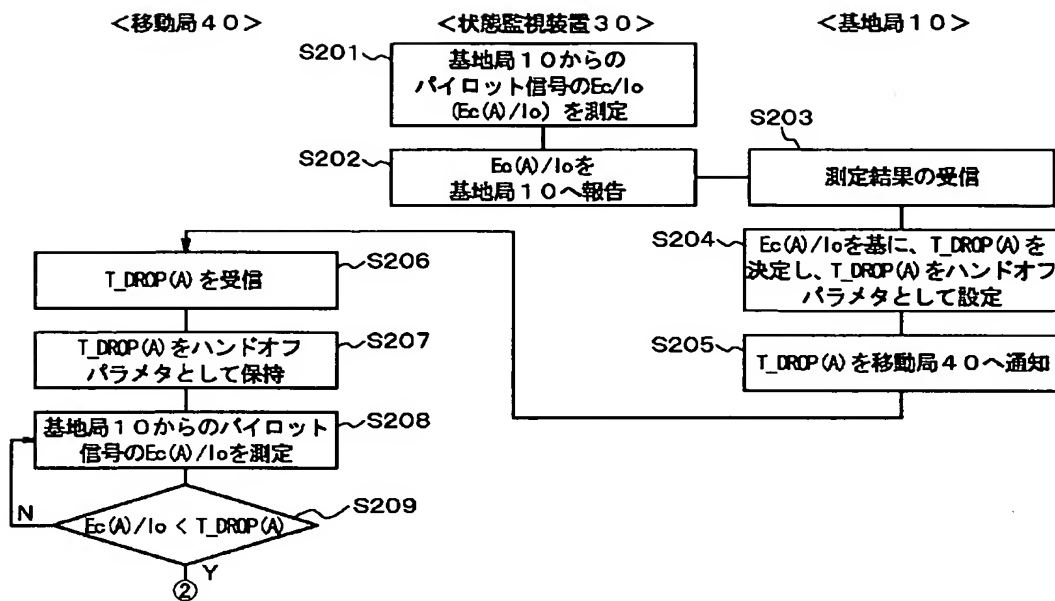 <移動局40>
<状態監視装置30>
<基地局10>
S201
基地局10からの
パイロット信号のEc/Io
(Ec(A)/Io) を測定
S202
Ec(A)/Ioを
基地局10へ報告
S203
測定結果の受信
S204
Ec(A)/Ioを基に、T_DROP(A)を
決定し、T_DROP(A)をハンドオフ
パラメタとして設定
S205
T_DROP(A)を移動局40へ通知
S206
T_DROP(A)を受信
S207
T_DROP(A)をハンドオフ
パラメタとして保持
S208
基地局10からのパイロット
信号のEc(A)/Ioを測定
S209
Ec(A)/Io < T_DROP(A)
N
Y
②